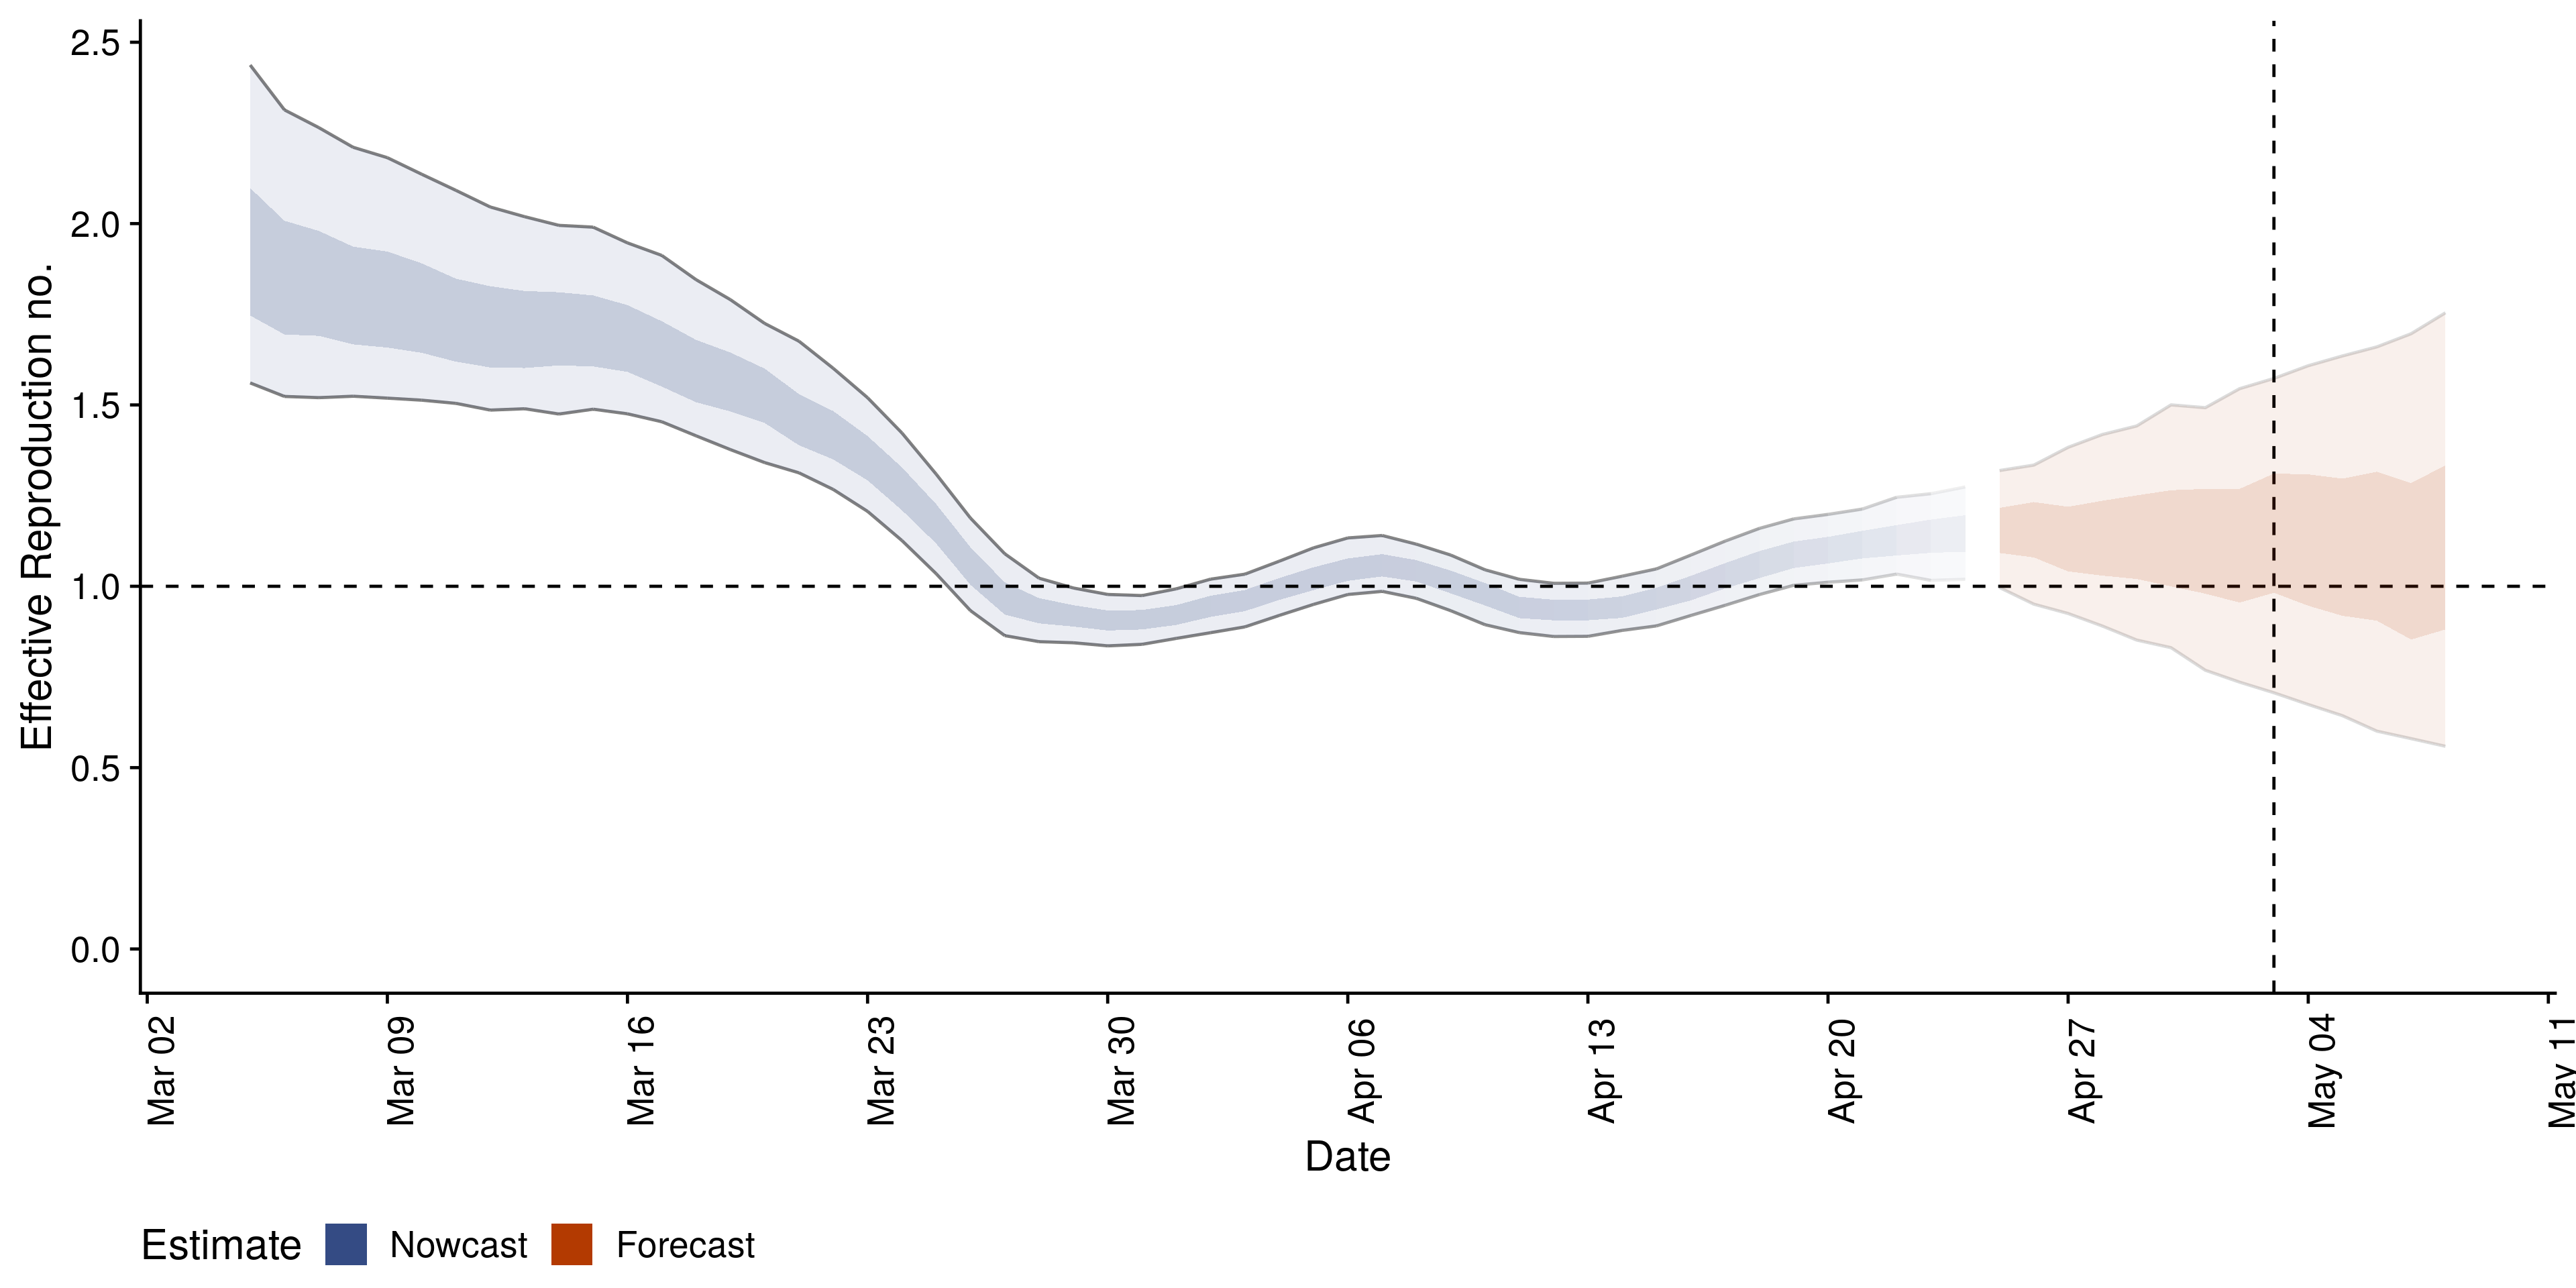 Effective Reproduction no.
2.5
2.0
1.5
1.0
0.5
0.0
Mar 02
Mar 09
Mar 16
Mar 23
Mar 30
Apr 06
Apr 13
Apr 20
Apr 27
May 04
May 11
Date
Estimate Nowcast Forecast